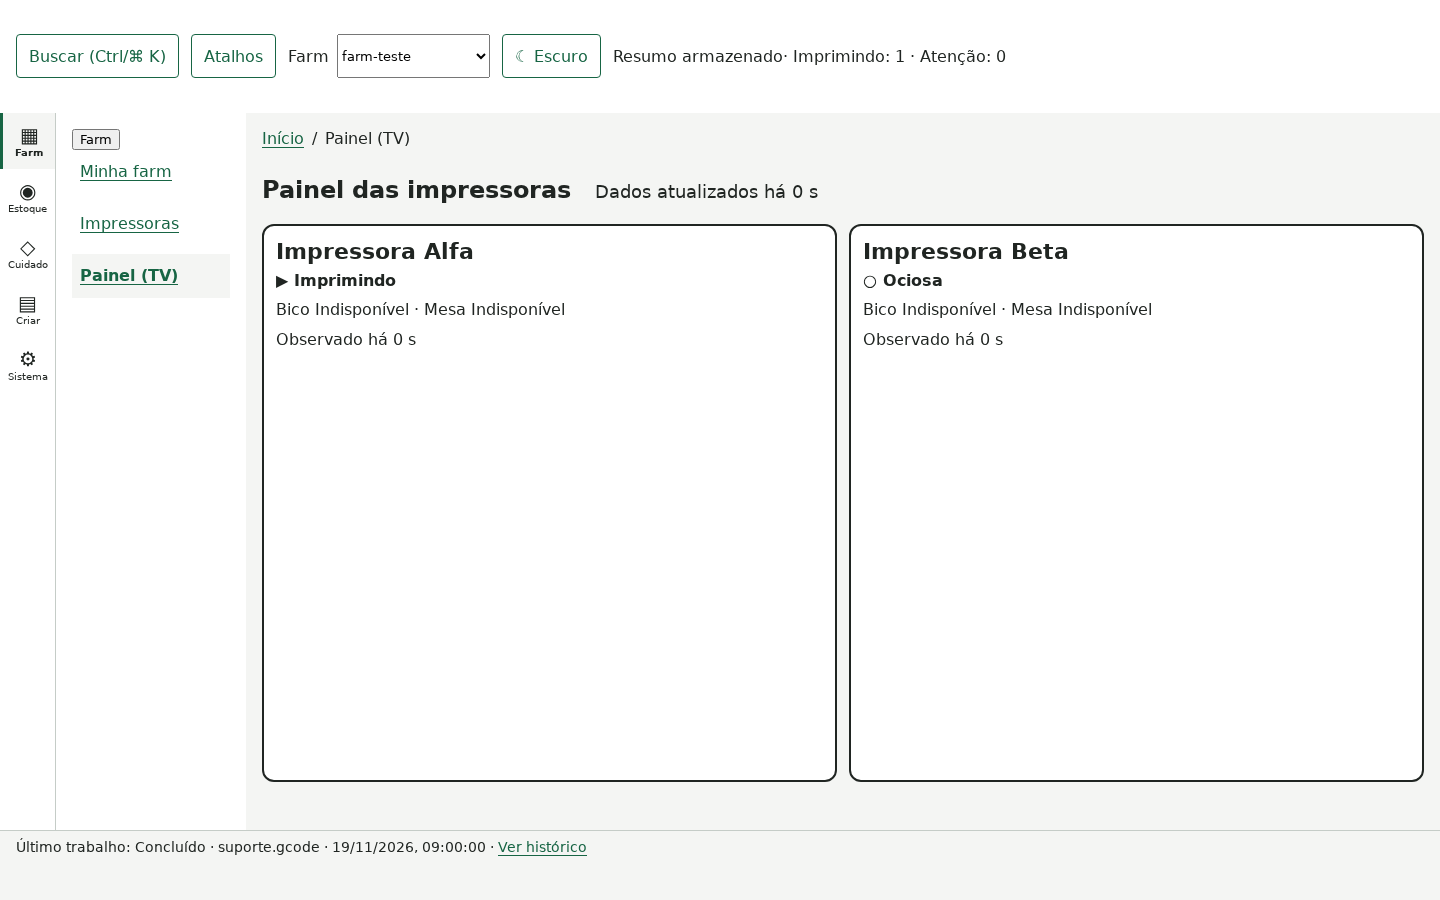 Buscar (Ctrl/⌘ K) Atalhos Farm farm-teste ☾ Escuro Resumo armazenado· Imprimindo: 1 · Atenção: 0
▦
Farm
◉
Estoque
◇
Cuidado
▤
Criar
⚙
Sistema
Farm
Minha farm
Impressoras
Painel (TV)
Início / Painel (TV)
Painel das impressoras Dados atualizados há 0 s
Impressora Alfa
▶ Imprimindo
Bico Indisponível · Mesa Indisponível
Observado há 0 s
Impressora Beta
○ Ociosa
Bico Indisponível · Mesa Indisponível
Observado há 0 s
Último trabalho: Concluído · suporte.gcode · 19/11/2026, 09:00:00 · Ver histórico